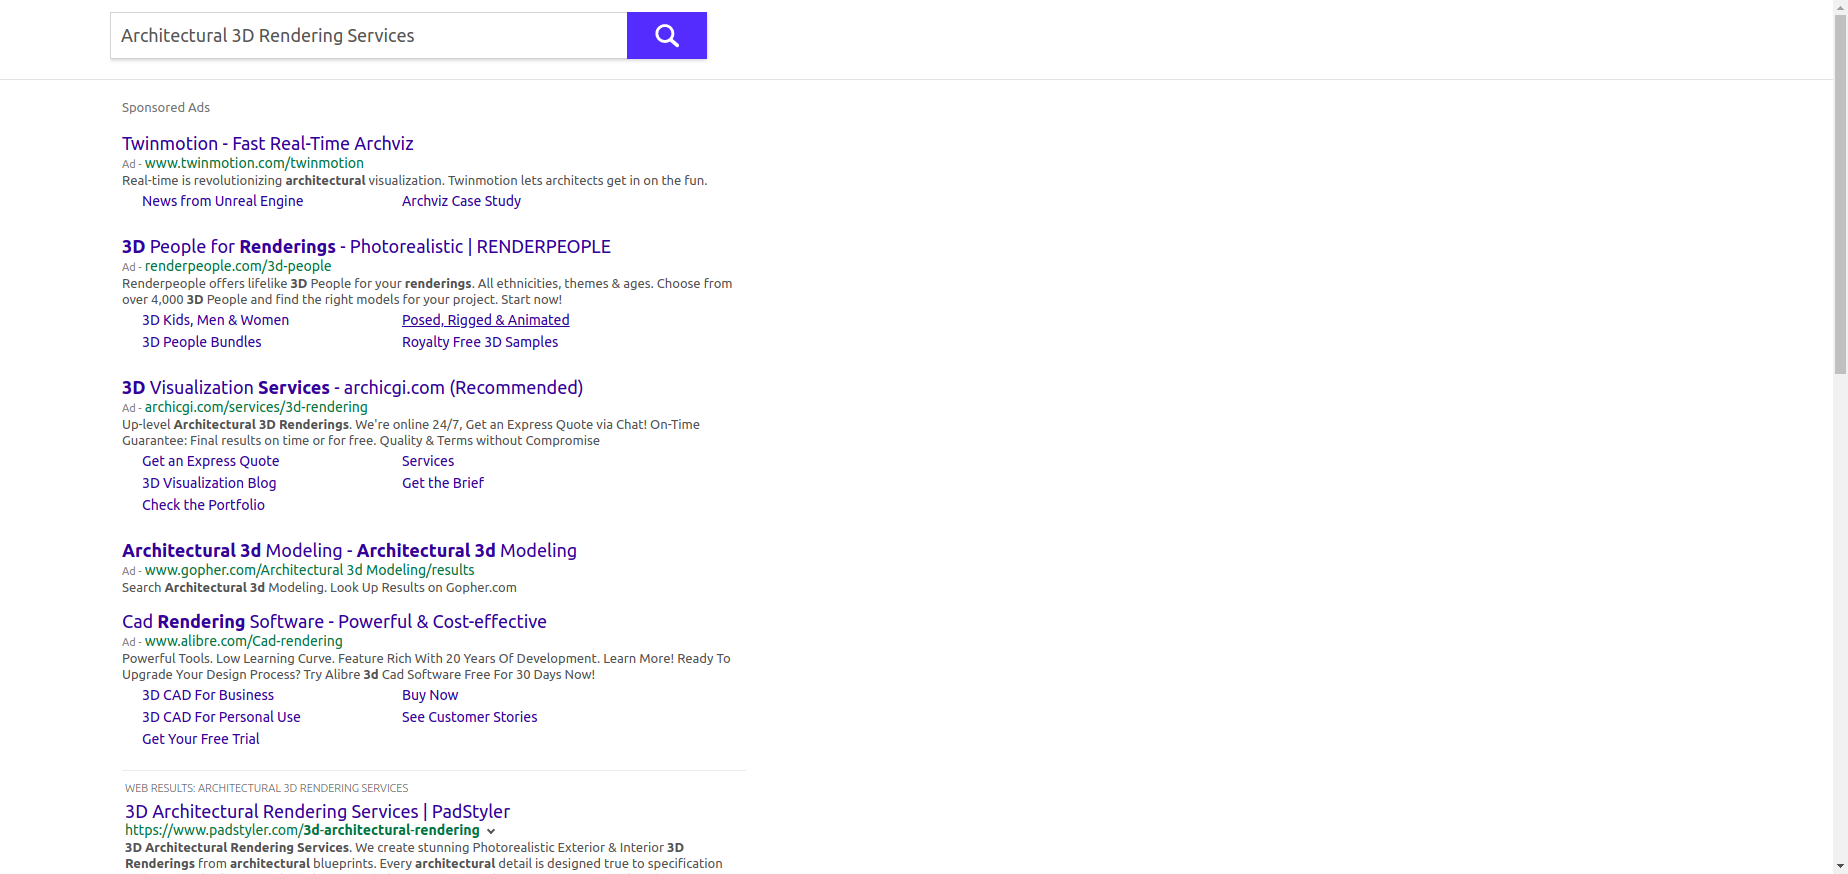 Architectural 3D Rendering Services
Sponsored Ads
Twinmotion - Fast Real-Time Archviz
Ad - www.twinmotion.com/twinmotion
Real-time is revolutionizing architectural visualization. Twinmotion lets architects get in on the fun.
News from Unreal Engine
Archviz Case Study
3D People for Renderings - Photorealistic | RENDERPEOPLE
Ad - renderpeople.com/3d-people
Renderpeople offers lifelike 3D People for your renderings. All ethnicities, themes & ages. Choose from
over 4,000 3D People and find the right models for your project. Start now!
3D Kids, Men & Women
Posed, Rigged & Animated
3D People Bundles
Royalty Free 3D Samples
3D Visualization Services - archicgi.com (Recommended)
Ad - archicgi.com/services/3d-rendering
Up-level Architectural 3D Renderings. We're online 24/7, Get an Express Quote via Chat! On-Time
Guarantee: Final results on time or for free. Quality & Terms without Compromise
Get an Express Quote
Services
3D Visualization Blog
Get the Brief
Check the Portfolio
Architectural 3d Modeling - Architectural 3d Modeling
Ad - www.gopher.com/Architectural 3d Modeling/results
Search Architectural 3d Modeling. Look Up Results on Gopher.com
Cad Rendering Software - Powerful & Cost-effective
Ad - www.alibre.com/Cad-rendering
Powerful Tools. Low Learning Curve. Feature Rich With 20 Years Of Development. Learn More! Ready To
Upgrade Your Design Process? Try Alibre 3d Cad Software Free For 30 Days Now!
3D CAD For Business
Buy Now
3D CAD For Personal Use
See Customer Stories
Get Your Free Trial
WEB RESULTS: ARCHITECTURAL 3D RENDERING SERVICES
3D Architectural Rendering Services | PadStyler
https://www.padstyler.com/3d-architectural-rendering
3D Architectural Rendering Services. We create stunning Photorealistic Exterior & Interior 3D
Renderings from architectural blueprints. Every architectural detail is designed true to specification